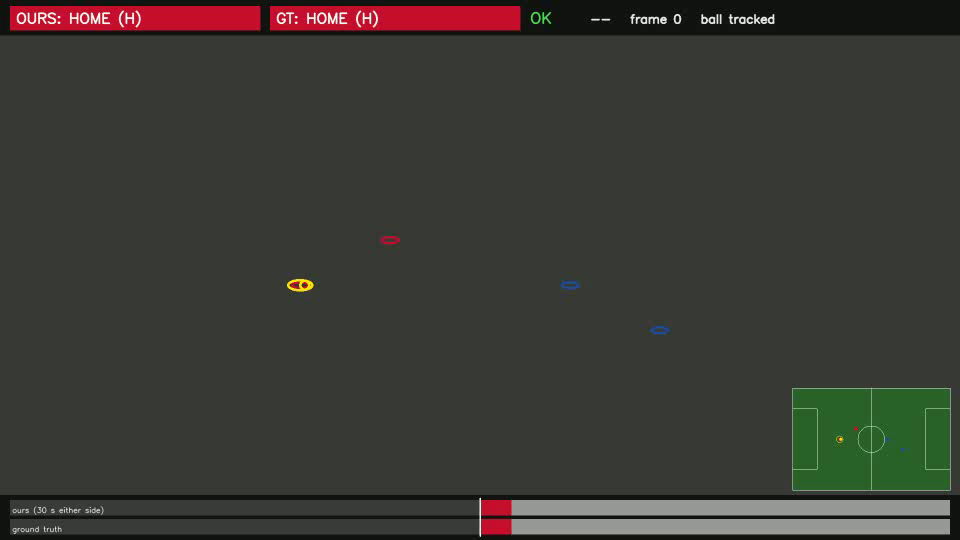 OURS: HOME (H) GT: HOME (H) OK -- frame 0 ball tracked
ours (30 s either side)
ground truth